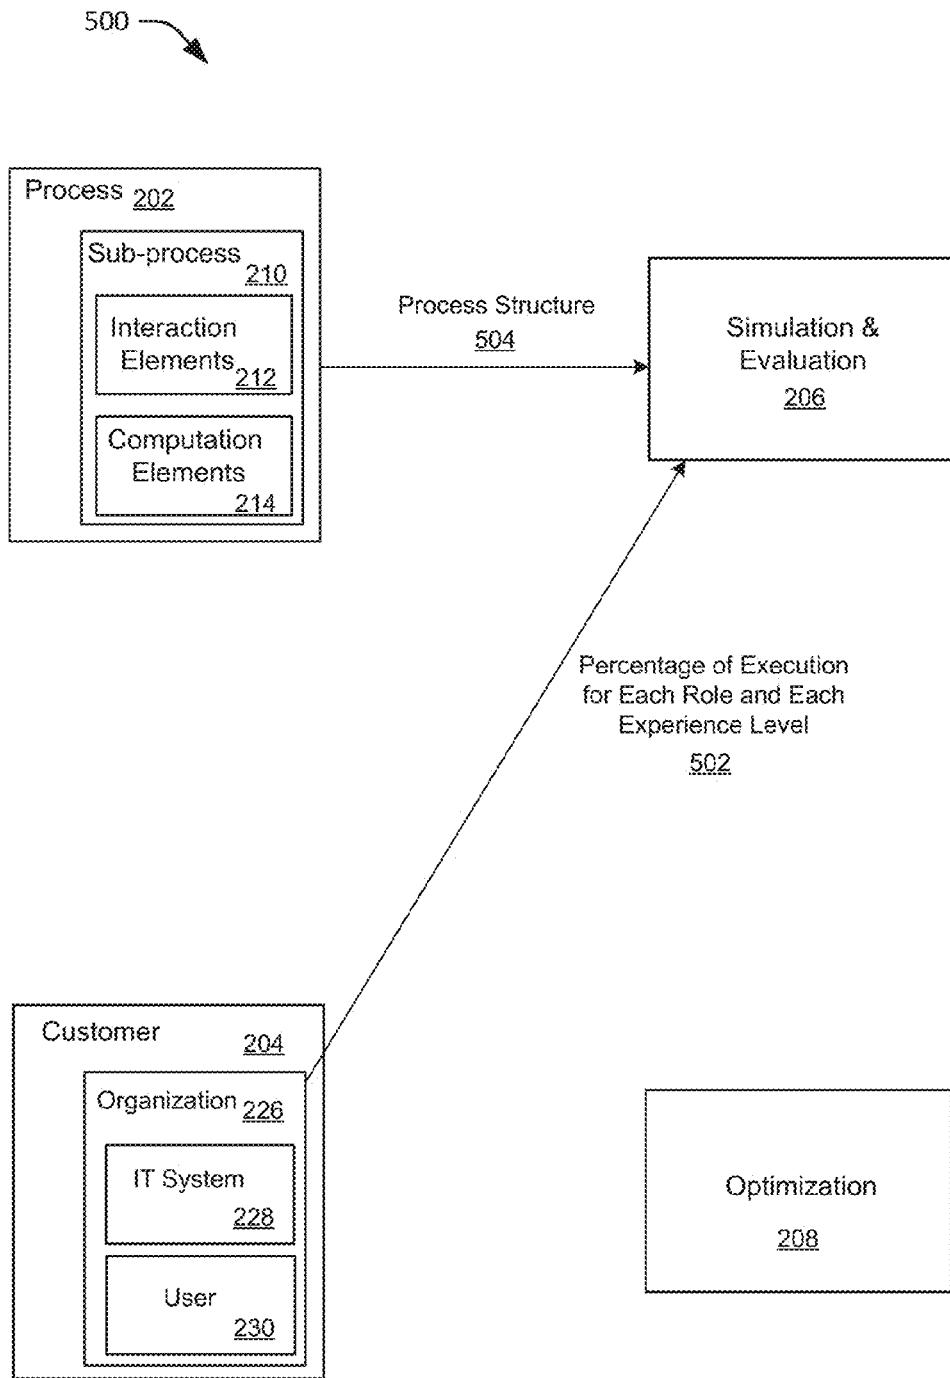 500
Process 202
Sub-process
210
Interaction
Elements
212
Computation
Elements
214
Process Structure
504
Simulation &
Evaluation
206
Percentage of Execution
for Each Role and Each
Experience Level
502
Customer
204
Organization 226
IT System
228
User
230
Optimization
208